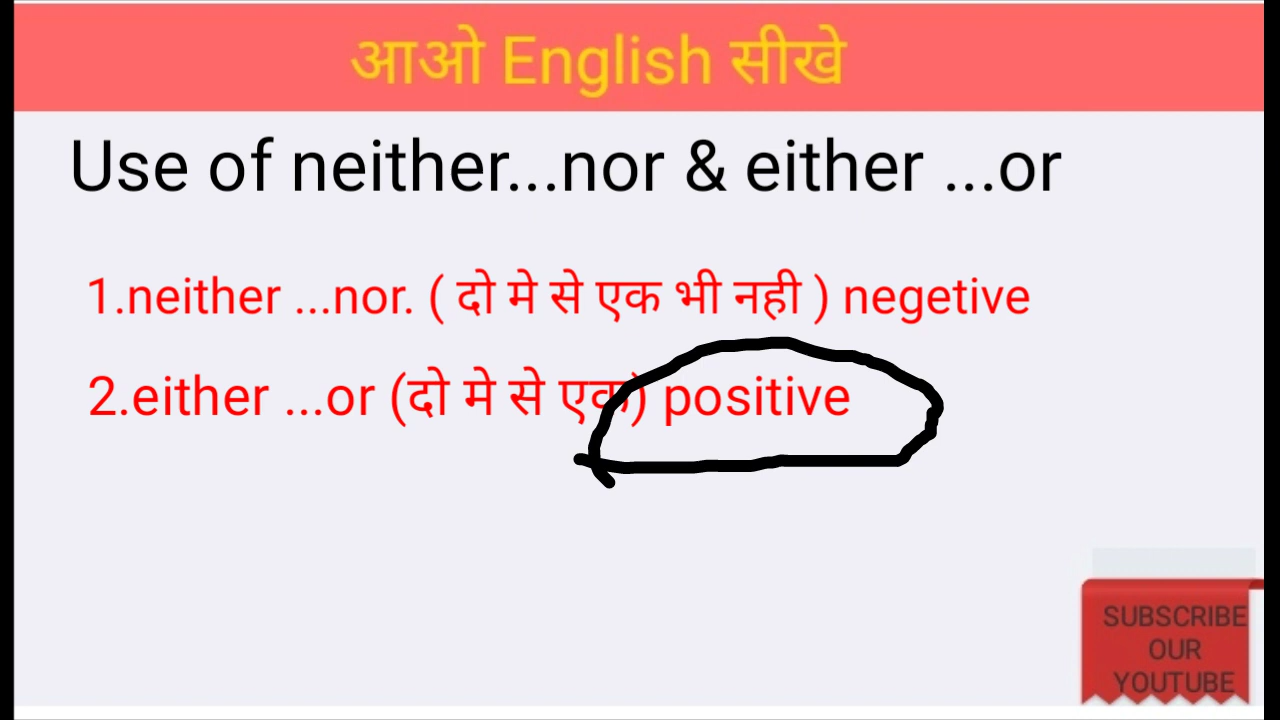 आओ English सीखे
Use of neither...nor & either ...or
1.neither ...nor. ( दो मे से एक भी नही ) negetive
2.either ...or (दो मे से एक) positive
SUBSCRIBE
OUR
YOUTUBE